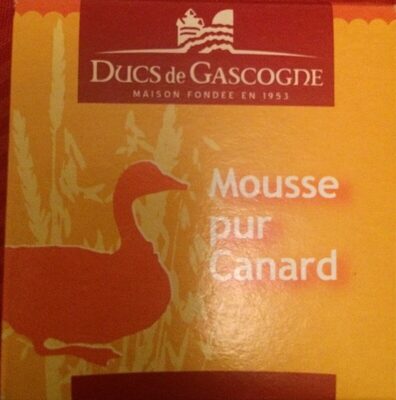 DUCS de GASCOGNE
MAISON FONDEE EN 1953
Mousse
pur
Canard